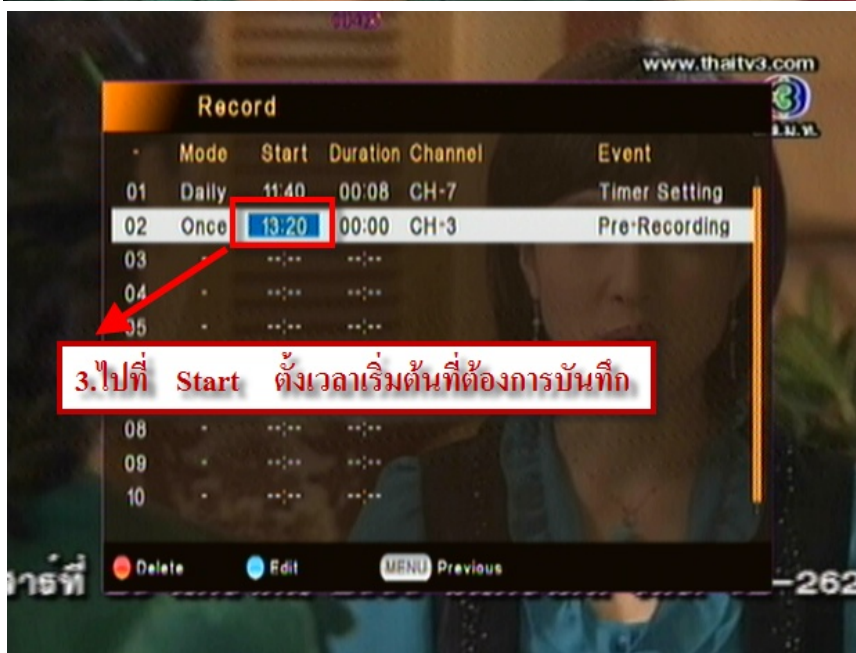 www.thaitv3.com
Record
- Mode Start Duration Channel Event
01 Daily 11:40 00:08 CH-7 Timer Setting
02 Once 13:20 00:00 CH-3 Pre-Recording
03 - --:-- --:--
04 - --:-- --:--
05 - --:-- --:--
3.ไปที่ Start ตั้งเวลาเริ่มต้นที่ต้องการบันทึก
08 - --:-- --:--
09 - --:-- --:--
10 - --:-- --:--
Delete Edit MENU Previous
-262